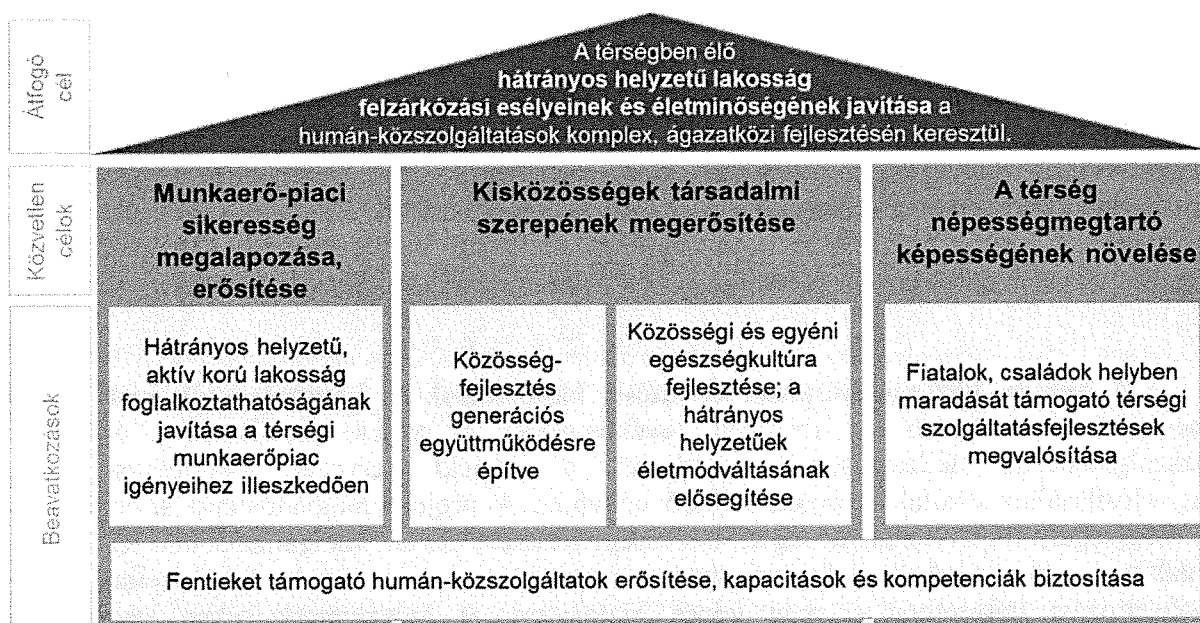 Átfogó
cél
A térségben élő
hátrányos helyzetű lakosság
felzárkózási esélyeinek és életminőségének javítása a
humán-közszolgáltatások komplex, ágazatközi fejlesztésén keresztül.
Közvetlen
célok
Munkaerő-piaci
sikeresség
megalapozása,
erősítése
Kisközösségek társadalmi
szerepének megerősítése
A térség
népességmegtartó
képességének növelése
Beavatkozások
Hátrányos helyzetű,
aktív korú lakosság
foglalkoztathatóságának
javítása a térségi
munkaerőpiac
igényeihez illeszkedően
Közösség-
fejlesztés
generációs
együttműködésre
építve
Közösségi és egyéni
egészségkultúra
fejlesztése; a
hátrányos
helyzetűek
életmódváltásának
elősegítése
Fiatalok, családok helyben
maradását támogató térségi
szolgáltatásfejlesztések
megvalósítása
Fentieket támogató humán-közszolgáltatok erősítése, kapacitások és kompetenciák biztosítása